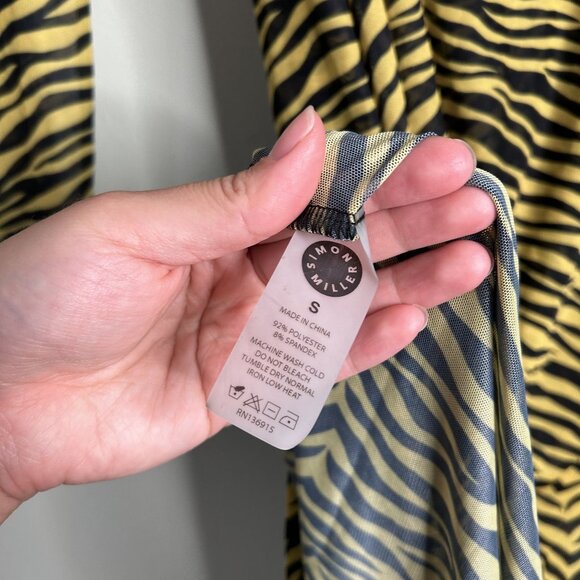 SIMON
MILLER
S
MADE IN CHINA
92% POLYESTER
8% SPANDEX
MACHINE WASH COLD
DO NOT BLEACH
TUMBLE DRY NORMAL
IRON LOW HEAT
RN136915